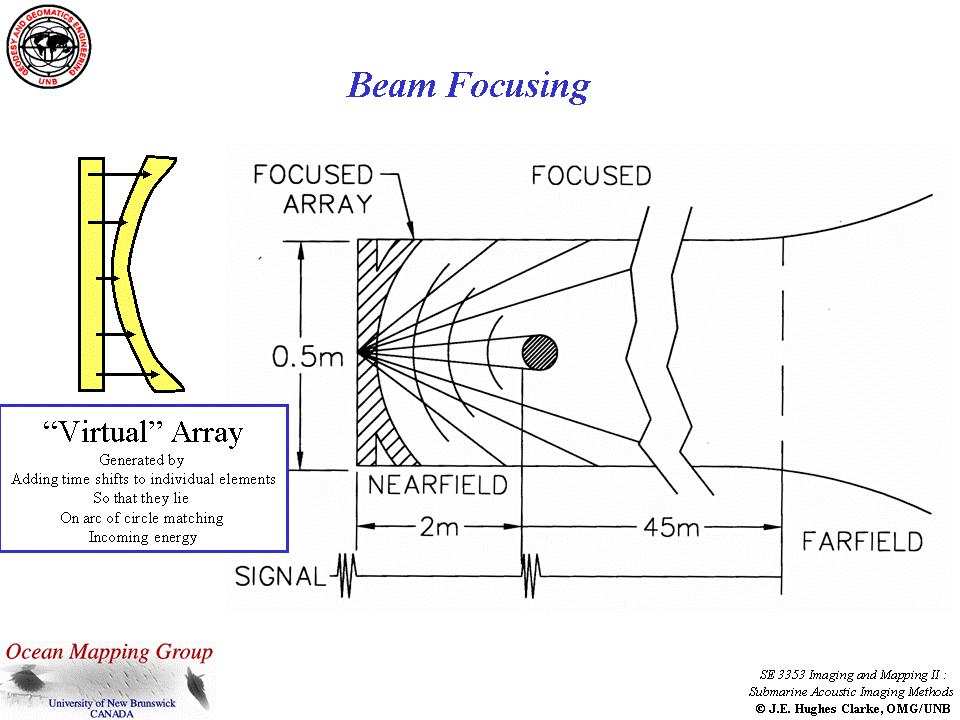 GEODESY AND GEOMATICS ENGINEERING
UNB
Beam Focusing
FOCUSED
ARRAY
FOCUSED
0.5m
"Virtual" Array
Generated by
Adding time shifts to individual elements
So that they lie
On arc of circle matching
Incoming energy
NEARFIELD
2m
45m
FARFIELD
SIGNAL
Ocean Mapping Group
University of New Brunswick
CANADA
SE 3353 Imaging and Mapping II :
Submarine Acoustic Imaging Methods
© J.E. Hughes Clarke, OMG/UNB